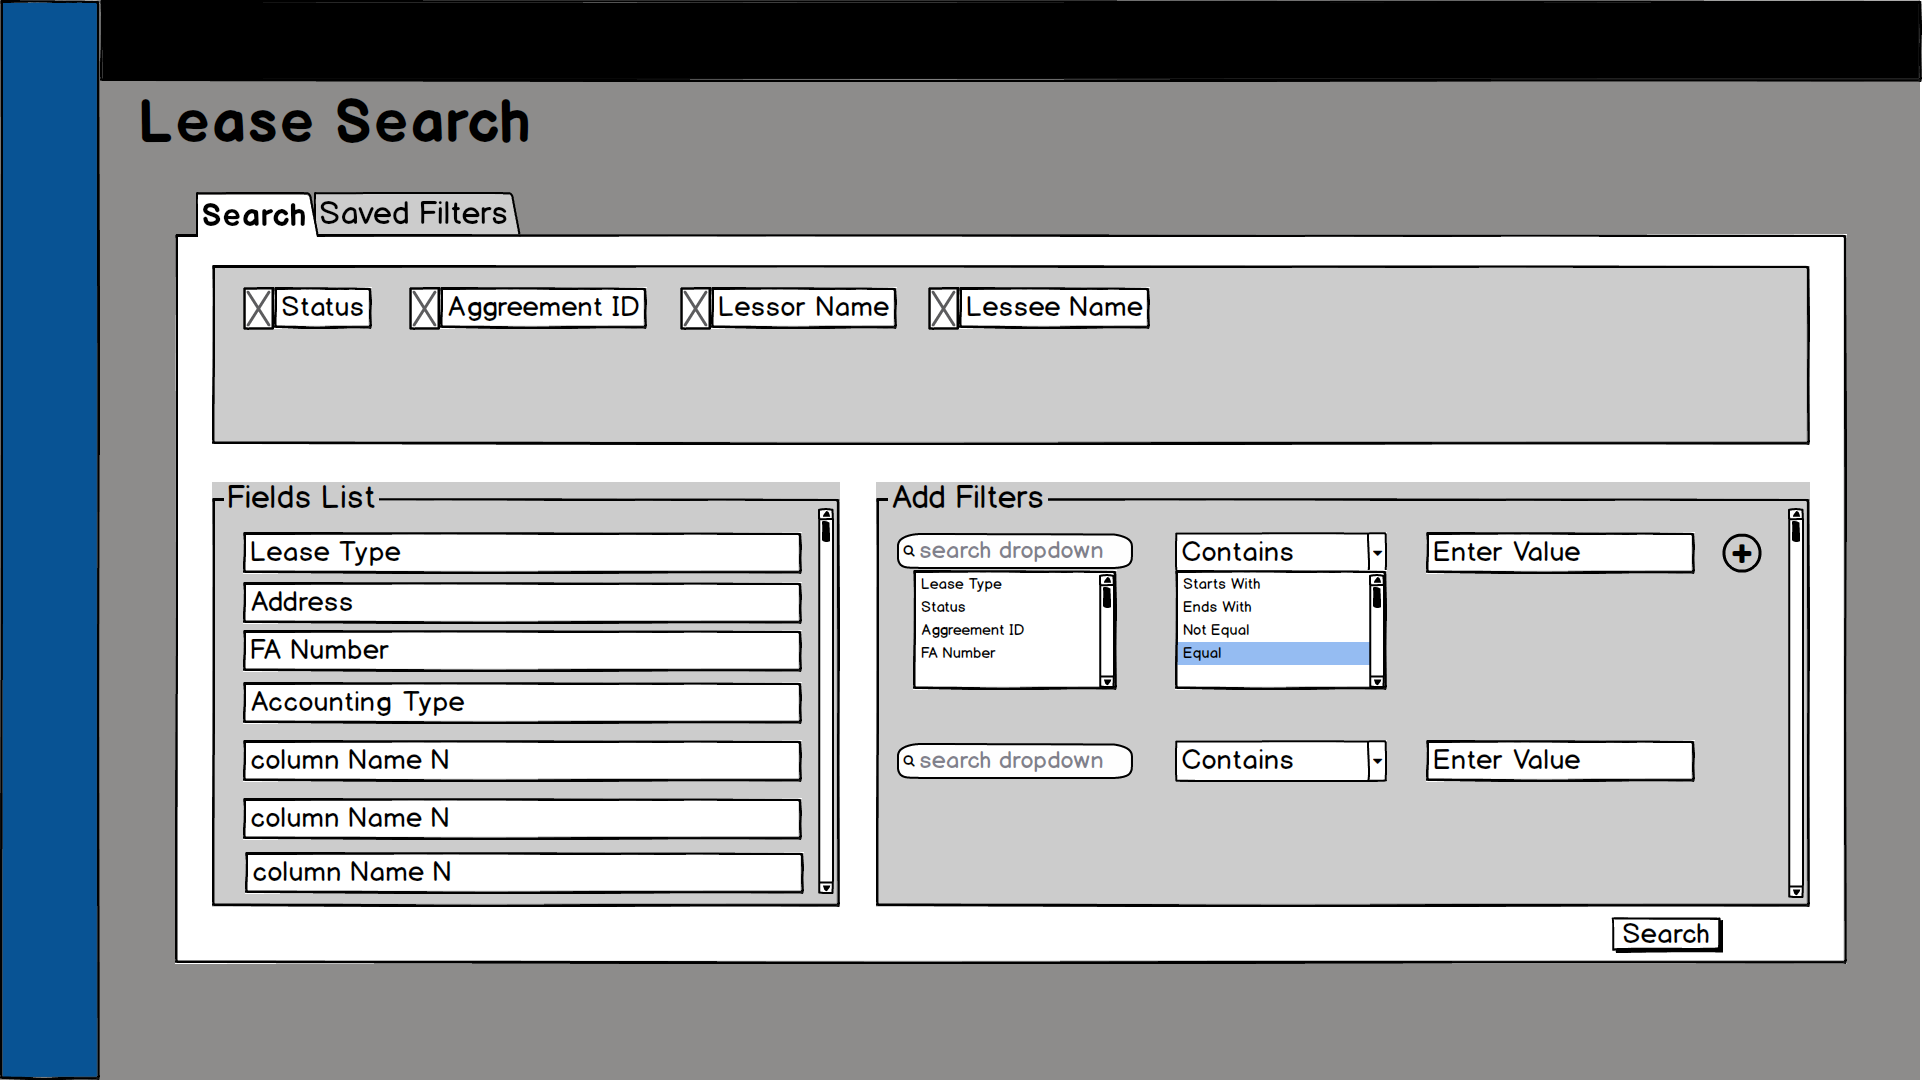 Lease Search
Search Saved Filters
Status Aggreement ID Lessor Name Lessee Name
Fields List
Lease Type
Address
FA Number
Accounting Type
column Name N
column Name N
column Name N
Add Filters
search dropdown Contains Enter Value
Lease Type
Status
Aggreement ID
FA Number
Starts With
Ends With
Not Equal
Equal
search dropdown Contains Enter Value
Search